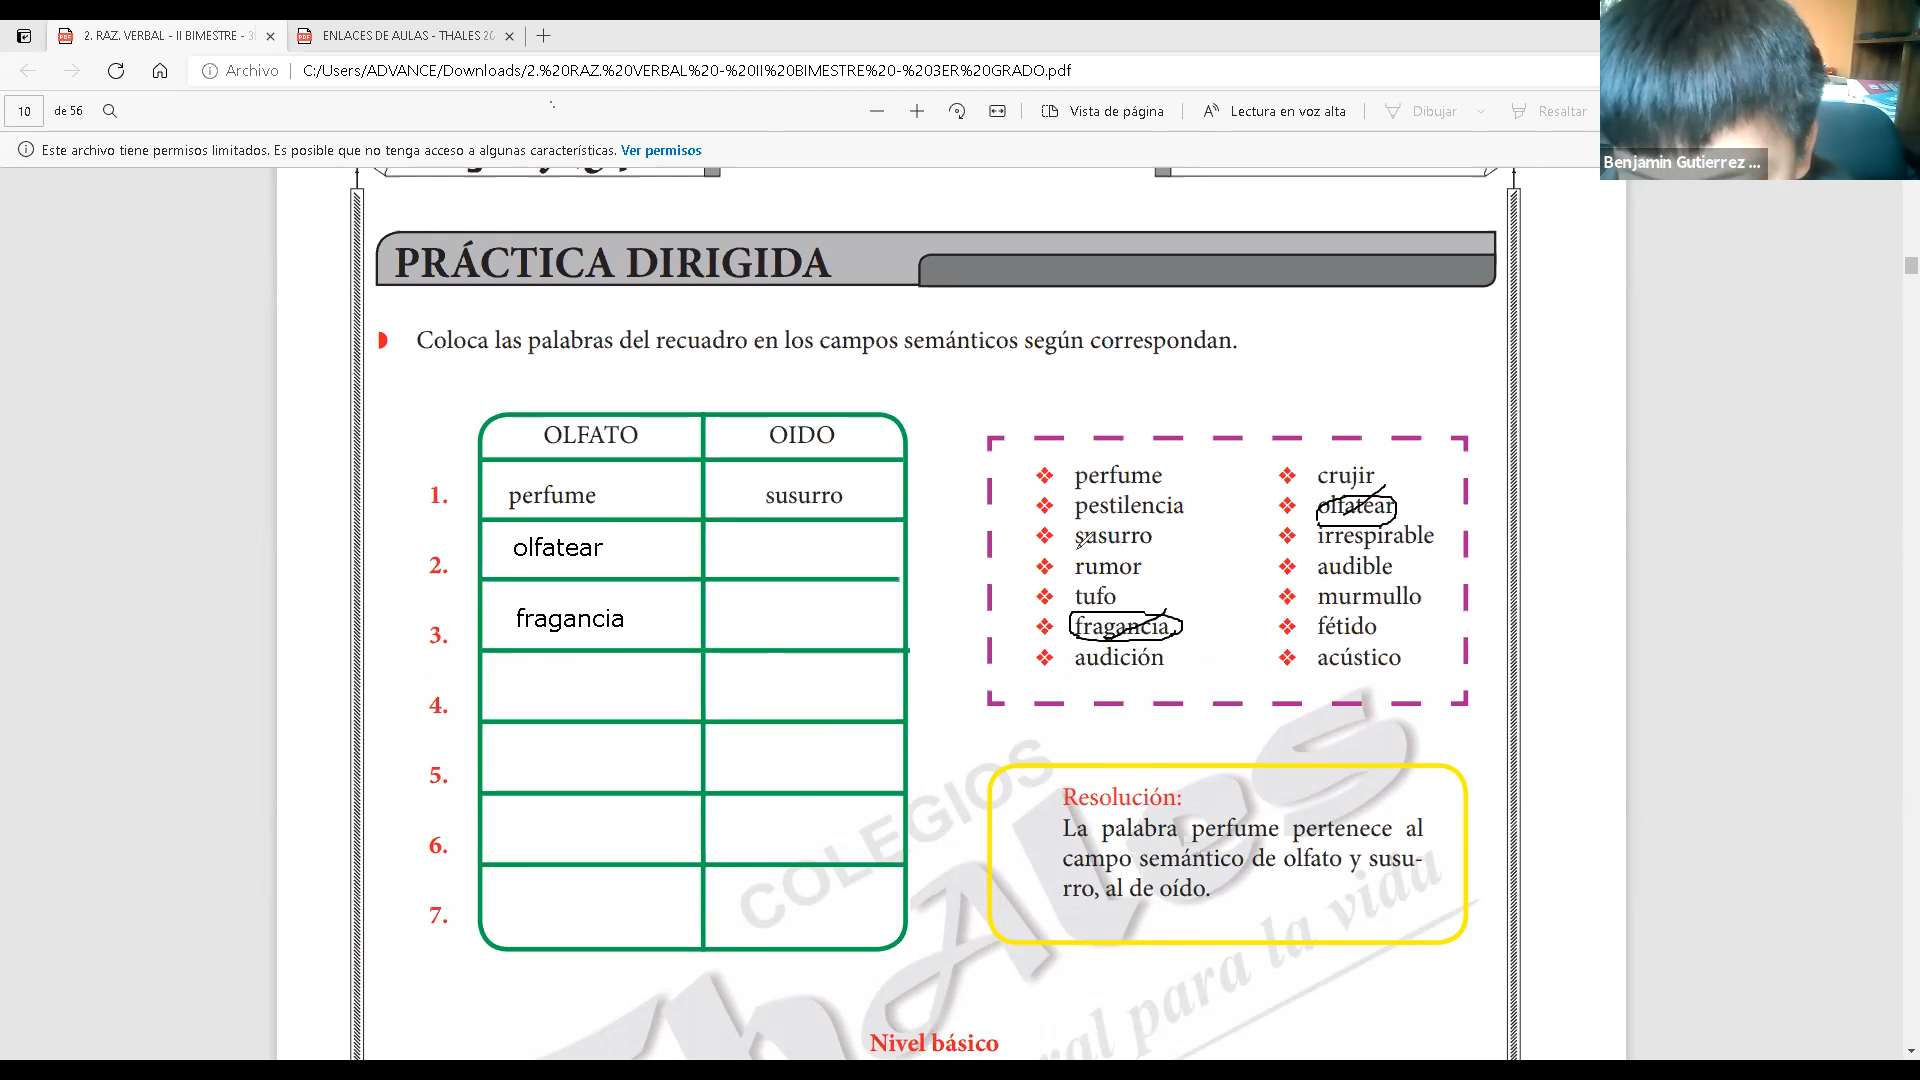 2. RAZ. VERBAL - II BIMESTRE - 3
ENLACES DE AULAS - THALES 20
Archivo
C:/Users/ADVANCE/Downloads/2.%20RAZ.%20VERBAL%20-%20II%20BIMESTRE%20-%203ER%20GRADO.pdf
10 de 56
Vista de página
Lectura en voz alta
Dibujar
Resaltar
Este archivo tiene permisos limitados. Es posible que no tenga acceso a algunas características. Ver permisos
Benjamin Gutierrez ...
PRÁCTICA DIRIGIDA
Coloca las palabras del recuadro en los campos semánticos según correspondan.
OLFATO OIDO
1. perfume susurro
2. olfatear
3. fragancia
4.
5.
6.
7.
perfume
pestilencia
susurro
rumor
tufo
fragancia
audición
crujir
olfatear
irrespirable
audible
murmullo
fétido
acústico
Resolución:
La palabra perfume pertenece al
campo semántico de olfato y susu-
rro, al de oído.
COLEGIOS
THALES
ral para la vida
Nivel básico